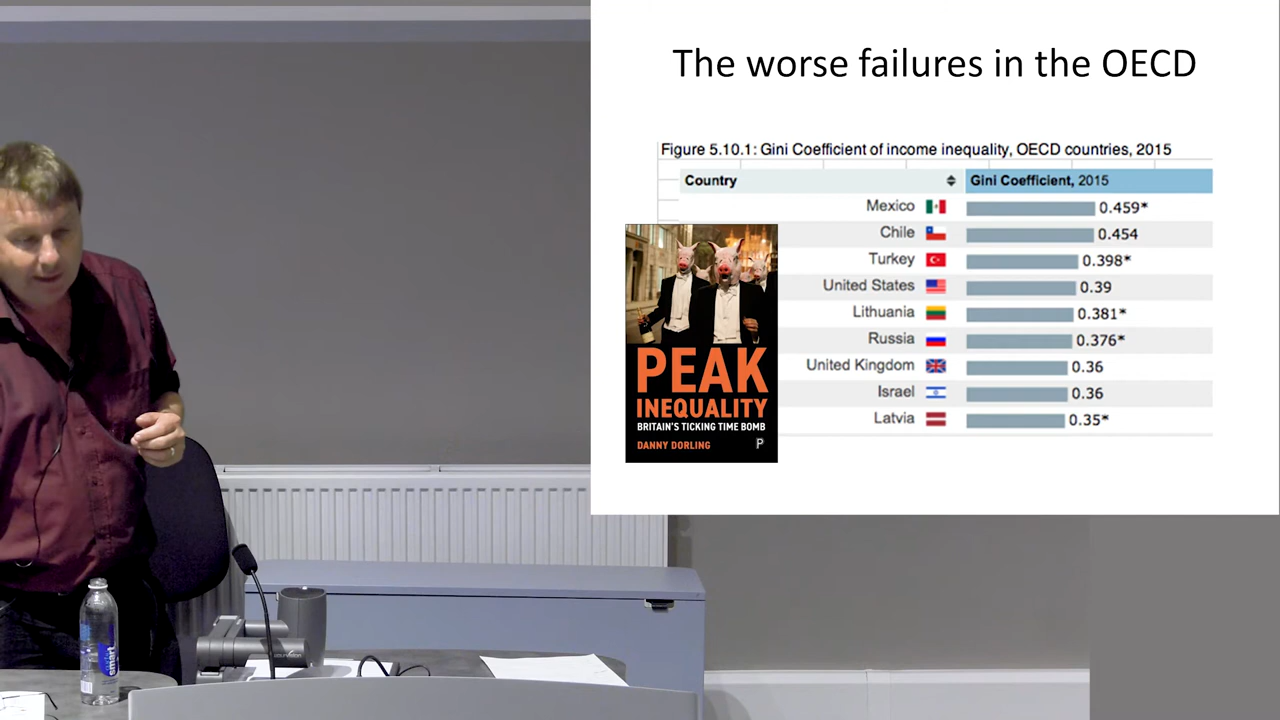 The worse failures in the OECD
Figure 5.10.1: Gini Coefficient of income inequality, OECD countries, 2015
Country Gini Coefficient, 2015
Mexico 0.459*
Chile 0.454
Turkey 0.398*
United States 0.39
Lithuania 0.381*
Russia 0.376*
United Kingdom 0.36
Israel 0.36
Latvia 0.35*
PEAK
INEQUALITY
BRITAIN'S TICKING TIME BOMB
DANNY DORLING
P
smart